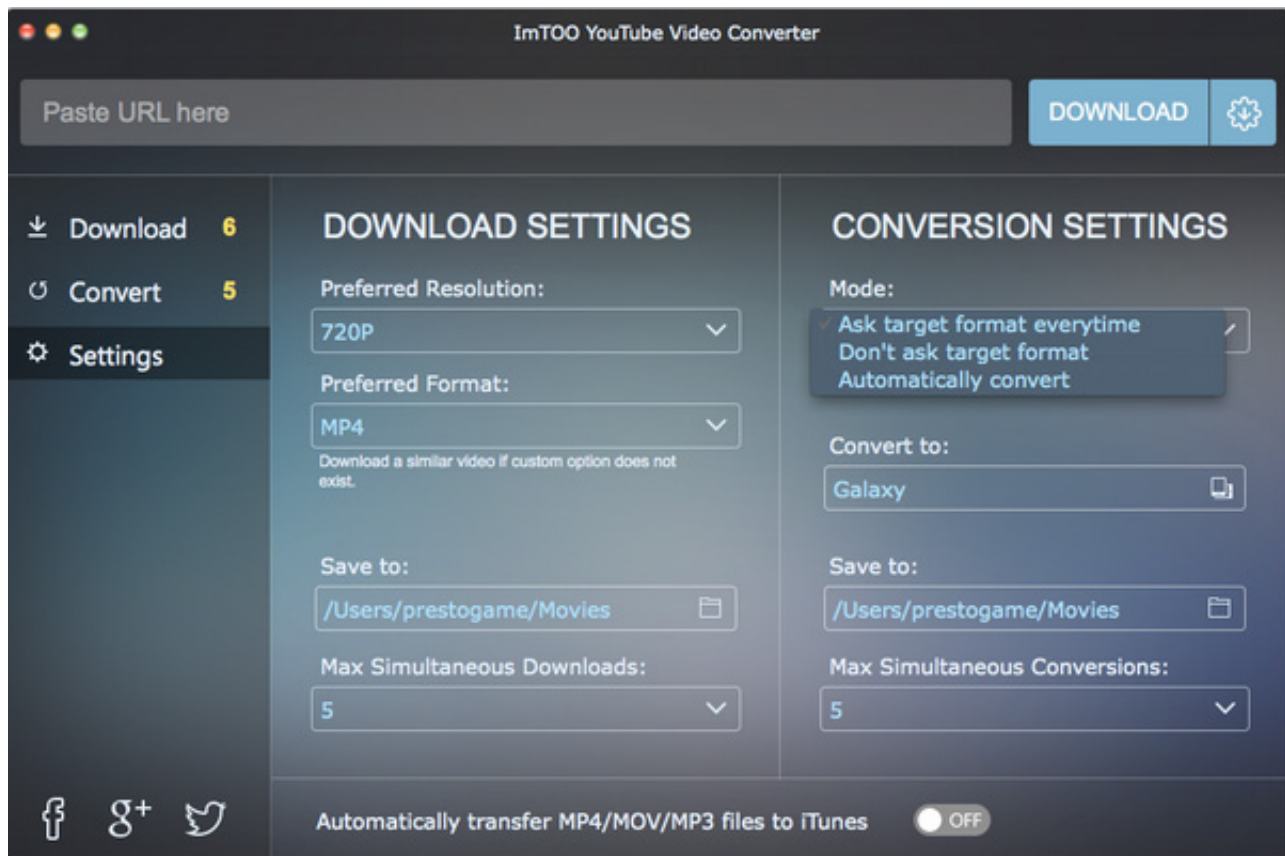 ImTOO YouTube Video Converter
Paste URL here
DOWNLOAD
Download 6
Convert 5
Settings
DOWNLOAD SETTINGS
Preferred Resolution:
720P
Preferred Format:
MP4
Download a similar video if custom option does not
exist.
Save to:
/Users/prestogame/Movies
Max Simultaneous Downloads:
5
CONVERSION SETTINGS
Mode:
Ask target format everytime
Don't ask target format
Automatically convert
Convert to:
Galaxy
Save to:
/Users/prestogame/Movies
Max Simultaneous Conversions:
5
g+
Automatically transfer MP4/MOV/MP3 files to iTunes OFF